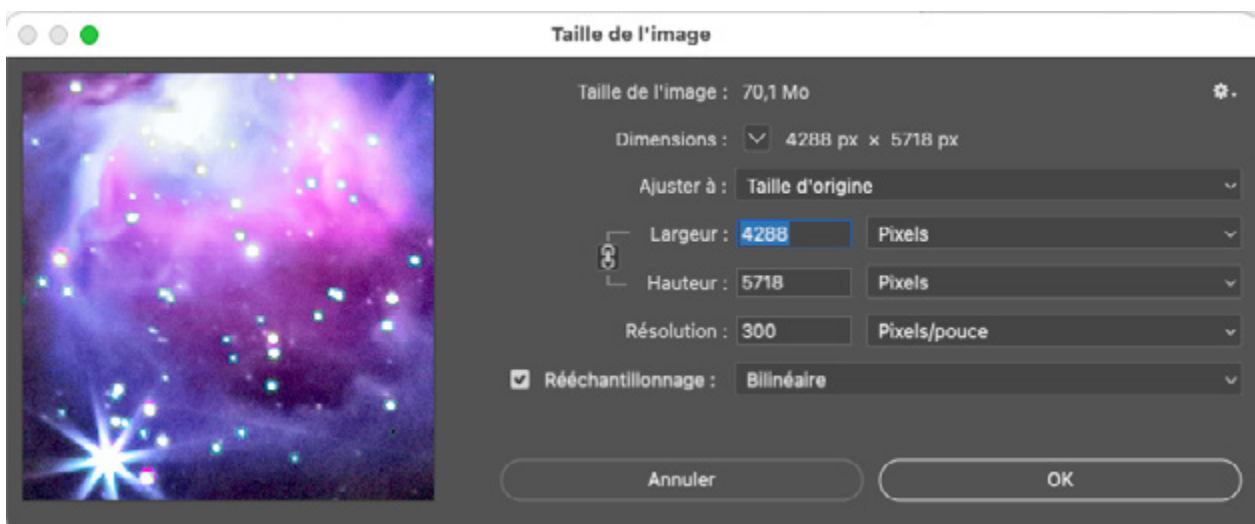 Taille de l'image
Taille de l'image : 70,1 Mo
Dimensions : 4288 px × 5718 px
Ajuster à : Taille d'origine
Largeur : 4288 Pixels
Hauteur : 5718 Pixels
Résolution : 300 Pixels/pouce
Rééchantillonnage : Bilinéaire
Annuler OK